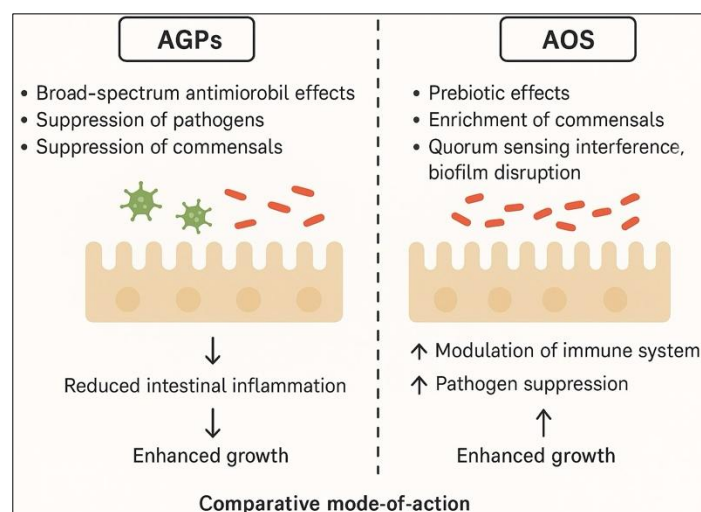 AGPs
• Broad-spectrum antimiorobil effects
• Suppression of pathogens
• Suppression of commensals
↓
Reduced intestinal inflammation
↓
Enhanced growth
AOS
• Prebiotic effects
• Enrichment of commensals
• Quorum sensing interference,
biofilm disruption
↑ Modulation of immune system
↑ Pathogen suppression
↑
Enhanced growth
Comparative mode-of-action